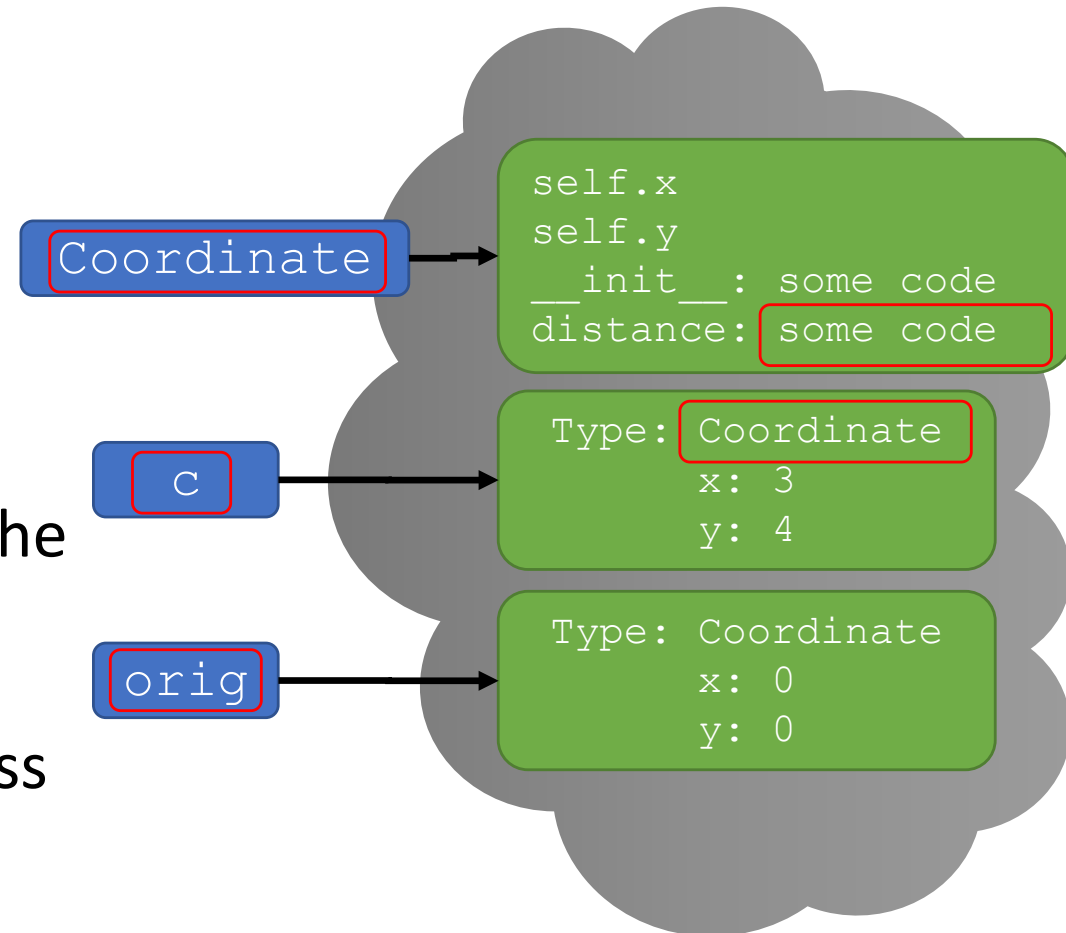 Coordinate
self.x
self.y
__init__: some code
distance: some code
c
Type: Coordinate
x: 3
y: 4
he
orig
Type: Coordinate
x: 0
y: 0
ss